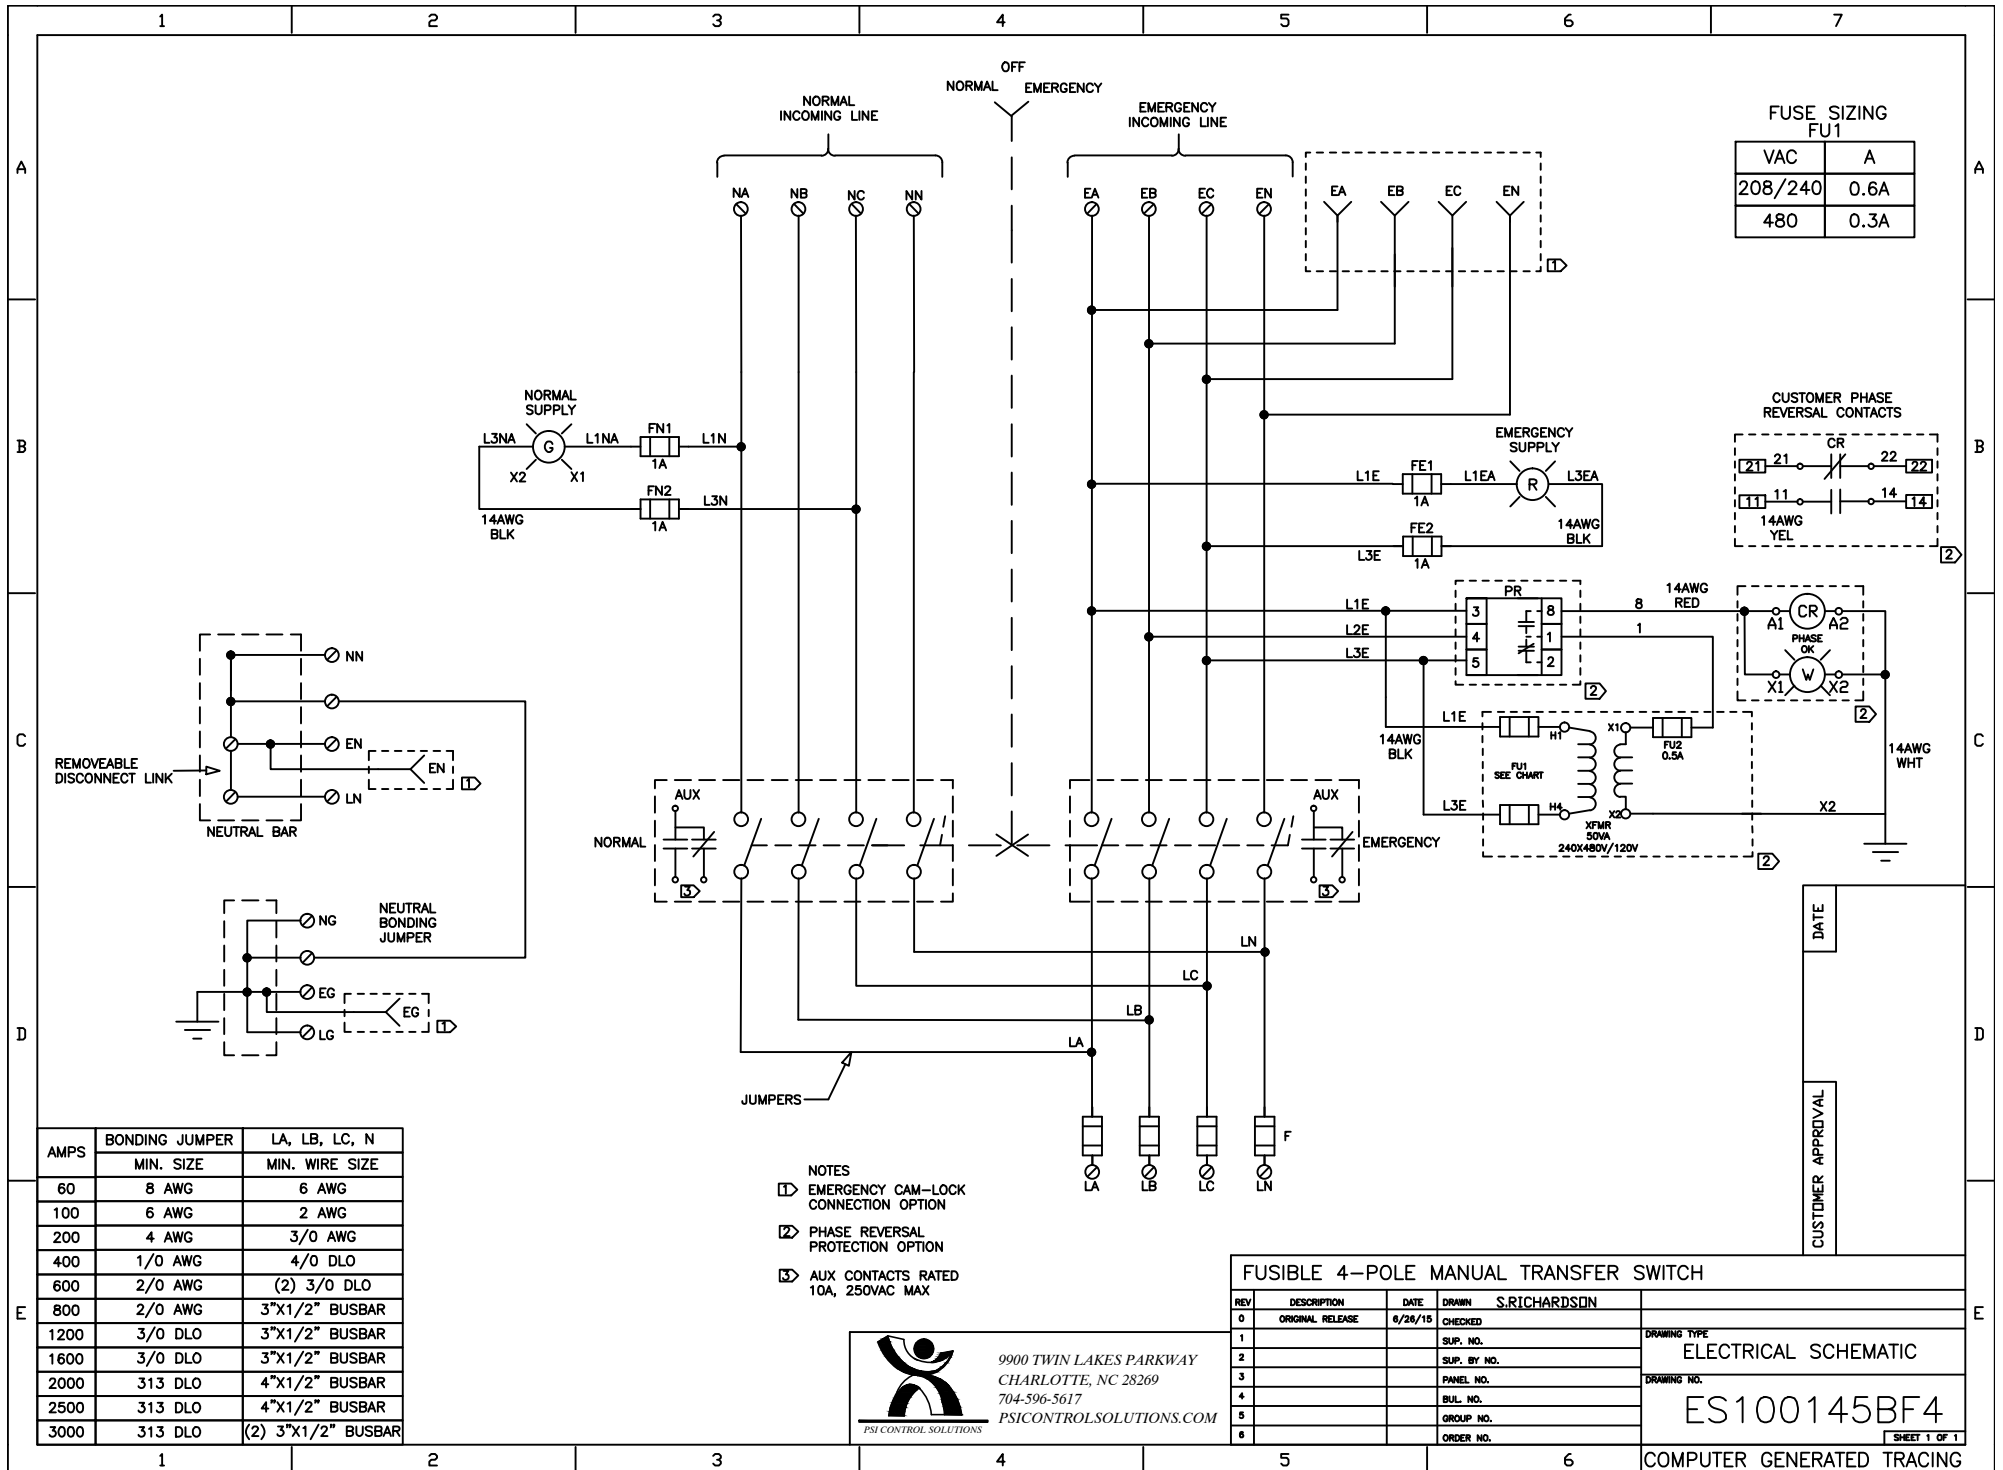 1 2 3 4 5 6 7
A
B
C
D
E
A
B
C
D
E
1 2 3 4 5 6
OFF
NORMAL EMERGENCY
NORMAL
INCOMING LINE
EMERGENCY
INCOMING LINE
NA NB NC NN
EA EB EC EN
EA EB EC EN
1
FUSE SIZING
FU1
VAC A
208/240 0.6A
480 0.3A
NORMAL
SUPPLY
L3NA G L1NA FN1 L1N
X2 X1 1A
FN2 L3N
1A
14AWG
BLK
EMERGENCY
SUPPLY
L1E FE1 L1EA R L3EA
1A
FE2
L3E 1A
14AWG
BLK
CUSTOMER PHASE
REVERSAL CONTACTS
CR
21 21 22 22
11 11 14 14
14AWG
YEL
2
L1E
L2E
L3E
PR
3 8
4 1
5 2
2
8
14AWG
RED
1
CR
A1 A2
PHASE
OK
W
X1 X2
2
L1E
14AWG
BLK
L3E
H1
FU1
SEE CHART
H4
X1
FU2
0.5A
X2
XFMR
50VA
240X480V/120V
2
X2
14AWG
WHT
NN
EN
EN
1
LN
REMOVEABLE
DISCONNECT LINK
NEUTRAL BAR
NEUTRAL
BONDING
JUMPER
NG
EG
EG
1
LG
NORMAL
AUX
3
AUX
EMERGENCY
3
LN
LC
LB
LA
JUMPERS
F
LA LB LC LN
AMPS BONDING JUMPER LA, LB, LC, N
MIN. SIZE MIN. WIRE SIZE
60 8 AWG 6 AWG
100 6 AWG 2 AWG
200 4 AWG 3/0 AWG
400 1/0 AWG 4/0 DLO
600 2/0 AWG (2) 3/0 DLO
800 2/0 AWG 3"X1/2" BUSBAR
1200 3/0 DLO 3"X1/2" BUSBAR
1600 3/0 DLO 3"X1/2" BUSBAR
2000 313 DLO 4"X1/2" BUSBAR
2500 313 DLO 4"X1/2" BUSBAR
3000 313 DLO (2) 3"X1/2" BUSBAR
NOTES
1 EMERGENCY CAM-LOCK
CONNECTION OPTION
2 PHASE REVERSAL
PROTECTION OPTION
3 AUX CONTACTS RATED
10A, 250VAC MAX
PSI CONTROL SOLUTIONS
9900 TWIN LAKES PARKWAY
CHARLOTTE, NC 28269
704-596-5617
PSICONTROLSOLUTIONS.COM
DATE
CUSTOMER APPROVAL
FUSIBLE 4-POLE MANUAL TRANSFER SWITCH
REV DESCRIPTION DATE DRAWN S.RICHARDSON
0 ORIGINAL RELEASE 6/26/15 CHECKED
1 SUP. NO.
2 SUP. BY NO.
3 PANEL NO.
4 BUL. NO.
5 GROUP NO.
6 ORDER NO.
DRAWING TYPE
ELECTRICAL SCHEMATIC
DRAWING NO.
ES100145BF4
SHEET 1 OF 1
COMPUTER GENERATED TRACING